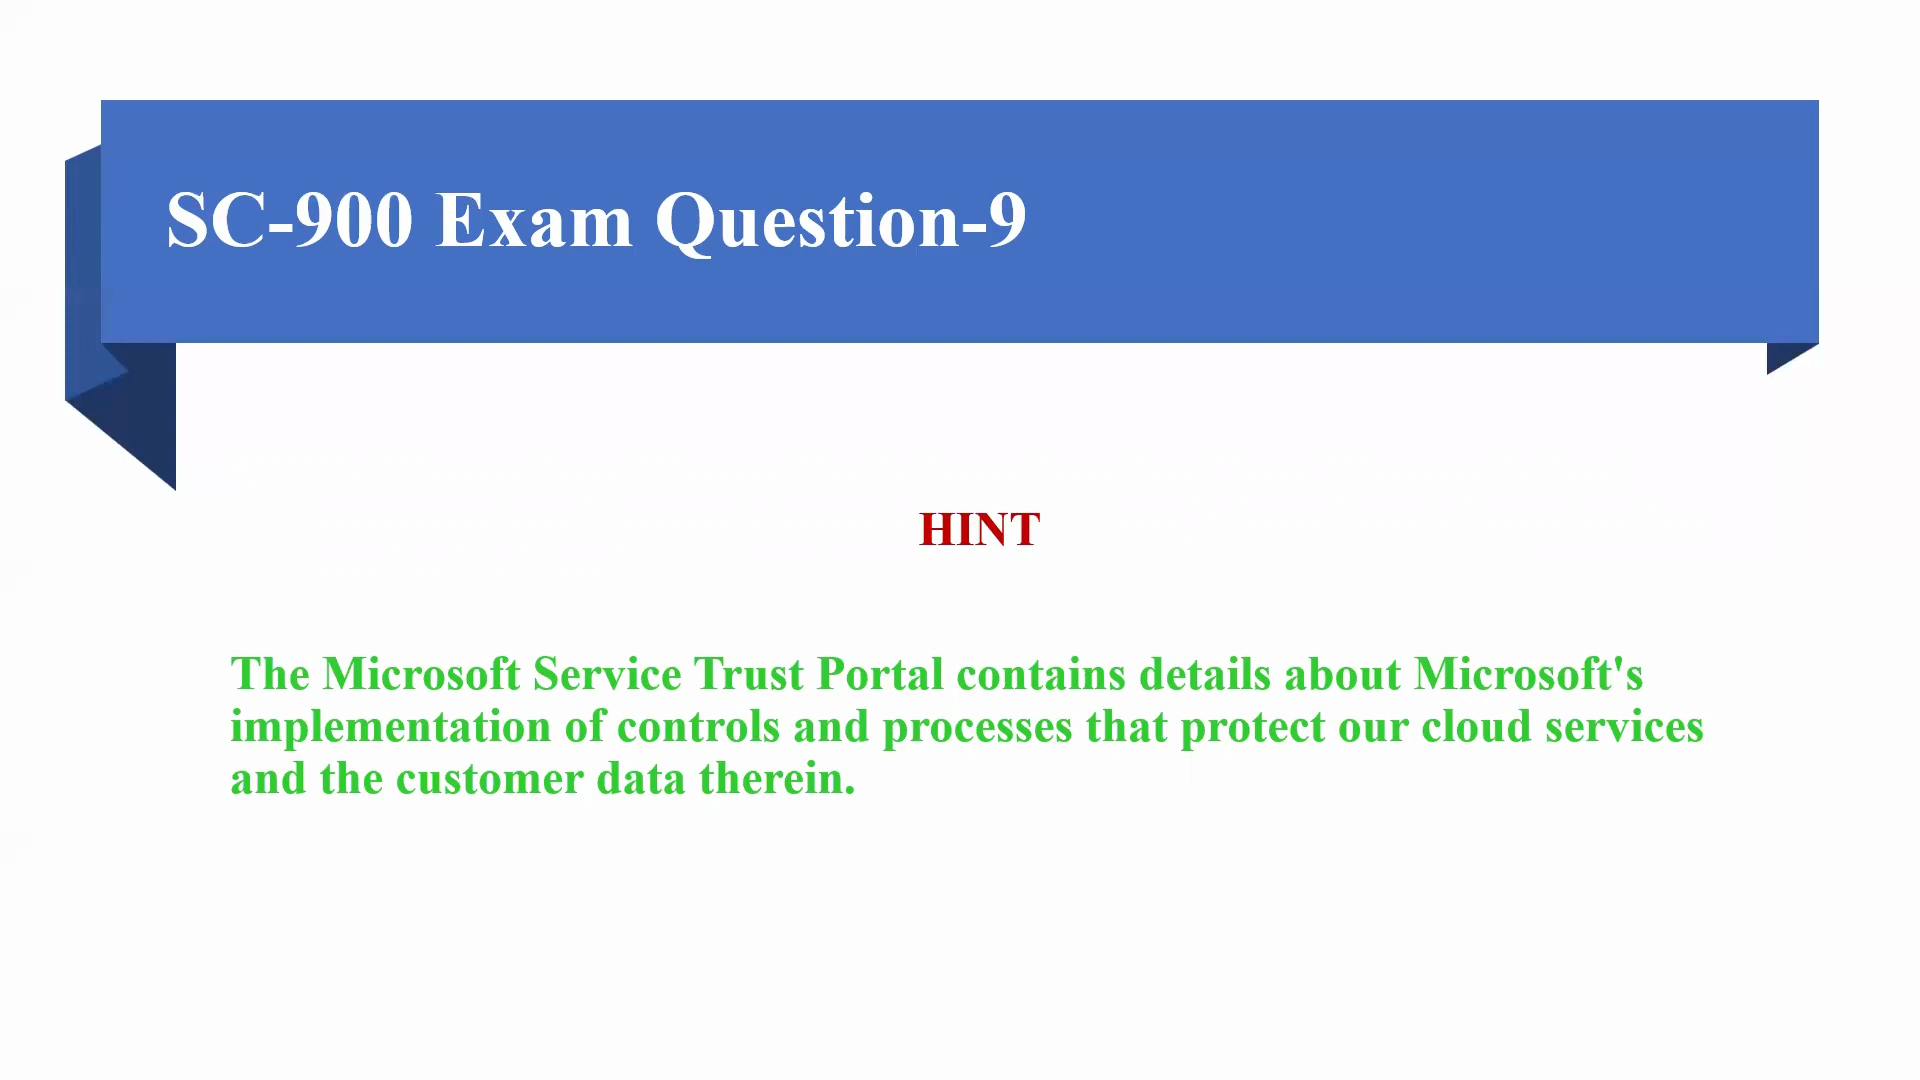 SC-900 Exam Question-9
HINT
The Microsoft Service Trust Portal contains details about Microsoft's
implementation of controls and processes that protect our cloud services
and the customer data therein.